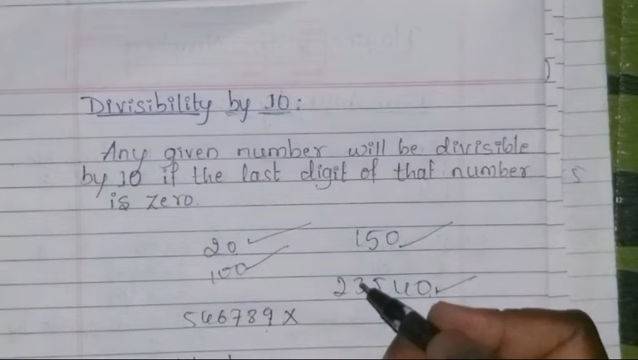 Divisibility by 10:
Any given number will be divisible
by 10 if the last digit of that number
is zero.
20 ✓ 150 ✓
100 ✓
23540 ✓
546789 x